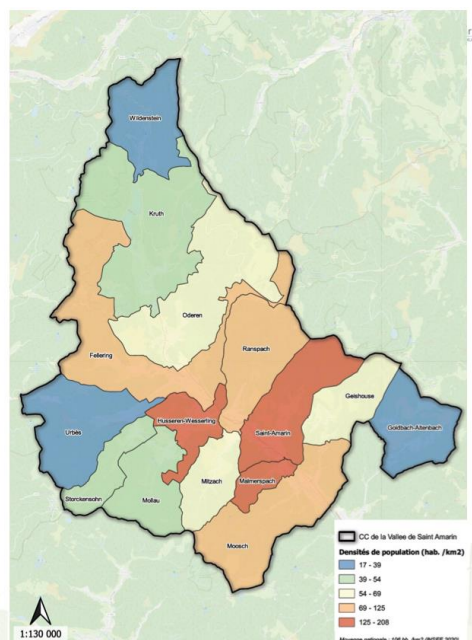 Wildenstein
Kruth
Oderen
Fellering
Ranspach
Geishouse
Urbès
Husseren-Wesserling
Saint-Amarin
Goldbach-Altenbach
Storckensohn
Mollau
Mitzach
Malmerspach
Moosch
CC de la Vallee de Saint Amarin
Densités de population (hab. /km2)
17 - 39
39 - 54
54 - 69
69 - 125
125 - 208
1:130 000